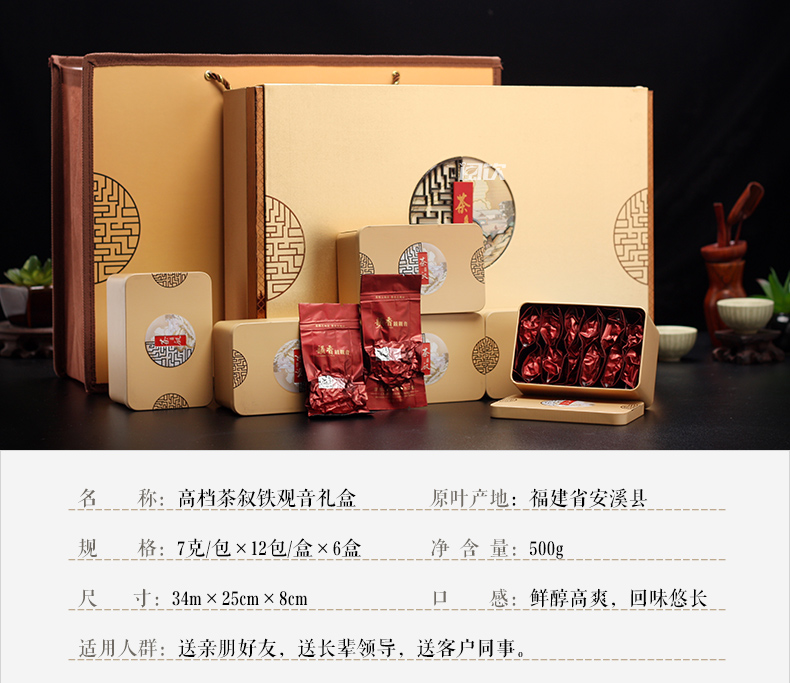 茶
名 称：高档茶叙铁观音礼盒
原叶产地：福建省安溪县
规 格：7克/包×12包/盒×6盒
净 含 量：500g
尺 寸：34m×25cm×8cm
口 感：鲜醇高爽，回味悠长
适用人群：送亲朋好友，送长辈领导，送客户同事。